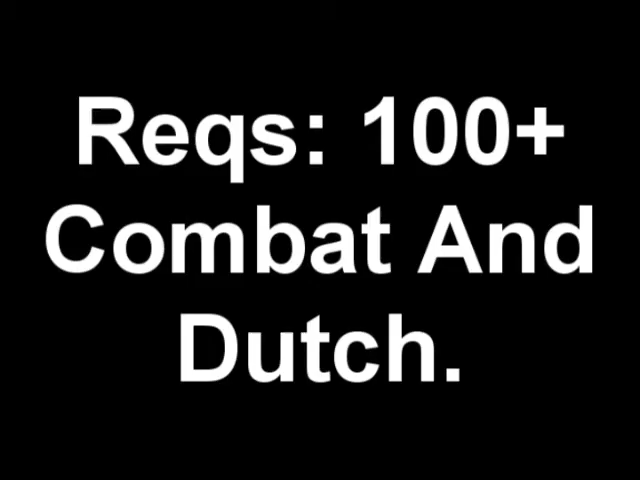 Reqs: 100+
Combat And
Dutch.